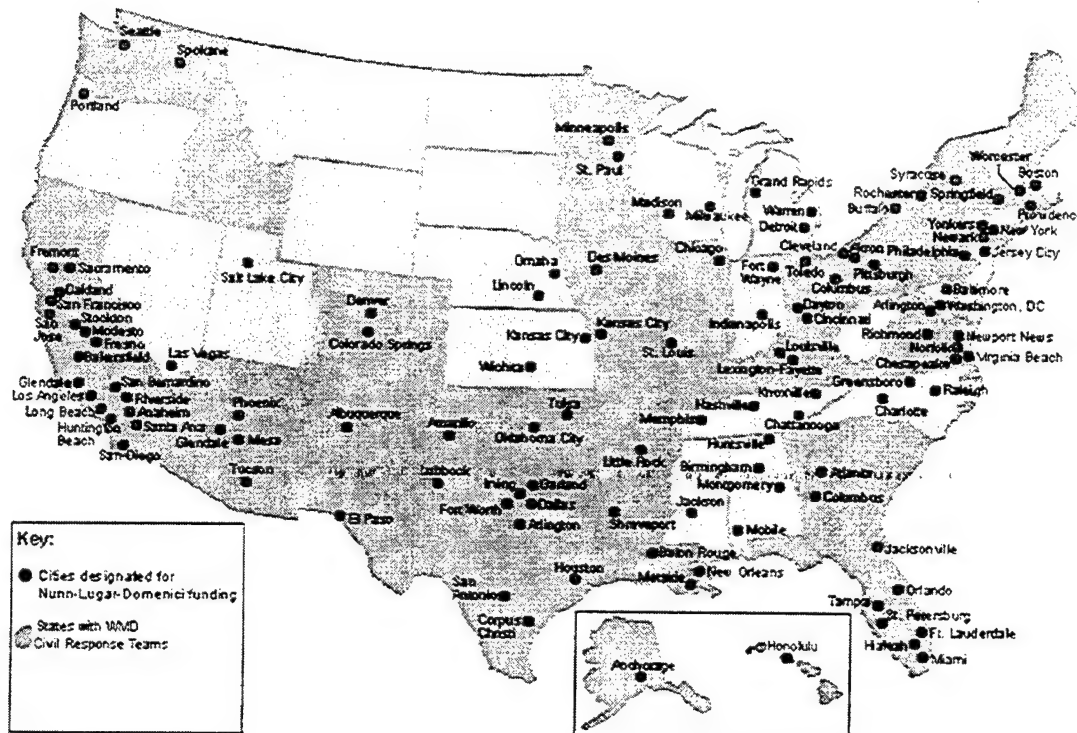 Seattle
Spokane
Portland
Minneapolis
St. Paul
Madison
Milwaukee
Grand Rapids
Warren
Detroit
Syracuse
Worcester
Boston
Rochester
Springfield
Buffalo
Yonkers
New York
Newark
Jersey City
Cleveland
Akron
Philadelphia
Pittsburgh
Chicago
Fort
Wayne
Toledo
Columbus
Fremont
Sacramento
Oakland
San Francisco
San
Jose
Stockton
Modesto
Fresno
Bakersfield
Salt Lake City
Omaha
Des Moines
Lincoln
Denver
Colorado Springs
Kansas City
Kansas City
St. Louis
Wichita
Indianapolis
Dayton
Cincinnati
Baltimore
Arlington
Washington, DC
Richmond
Newport News
Norfolk
Virginia Beach
Chesapeake
Louisville
Lexington-Fayette
Greensboro
Raleigh
Charlotte
Knoxville
Nashville
Memphis
Chattanooga
Huntsville
Las Vegas
Glendale
San Bernardino
Los Angeles
Riverside
Long Beach
Anaheim
Huntington
Beach
Santa Ana
San Diego
Phoenix
Glendale
Mesa
Tucson
Albuquerque
Amarillo
Tulsa
Oklahoma City
Little Rock
Lubbock
Irving
Garland
Fort Worth
Dallas
Arlington
El Paso
Shreveport
Birmingham
Montgomery
Jackson
Mobile
Atlanta
Columbus
Baton Rouge
New Orleans
Metairie
Houston
San
Antonio
Corpus
Christi
Jacksonville
Orlando
Tampa
St. Petersburg
Ft. Lauderdale
Hialeah
Miami
Anchorage
Honolulu
Key:
Cities designated for
Nunn-Lugar-Domenici funding
States with WMD
Civil Response Teams